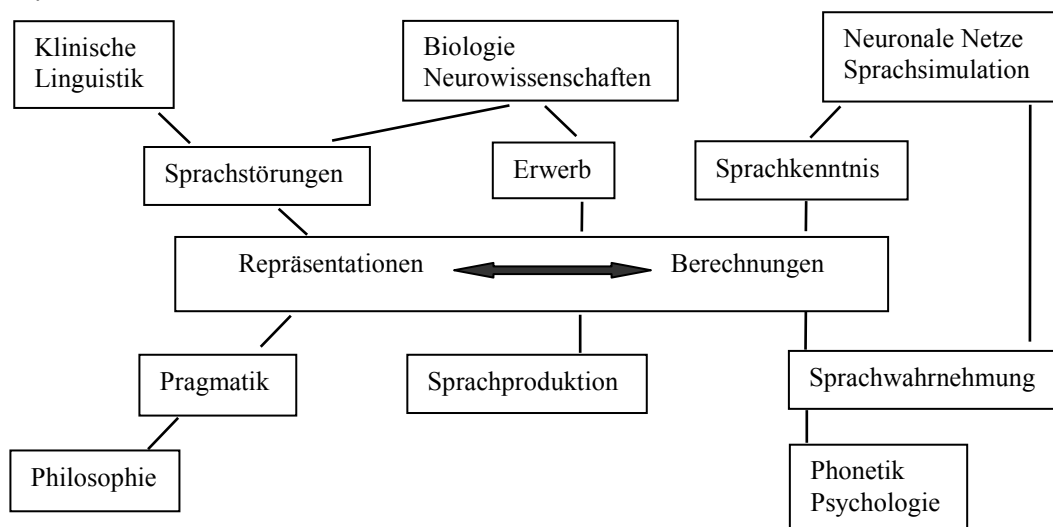 Klinische
Linguistik
Biologie
Neurowissenschaften
Neuronale Netze
Sprachsimulation
Sprachstörungen
Erwerb
Sprachkenntnis
Repräsentationen
Berechnungen
Pragmatik
Sprachproduktion
Sprachwahrnehmung
Philosophie
Phonetik
Psychologie